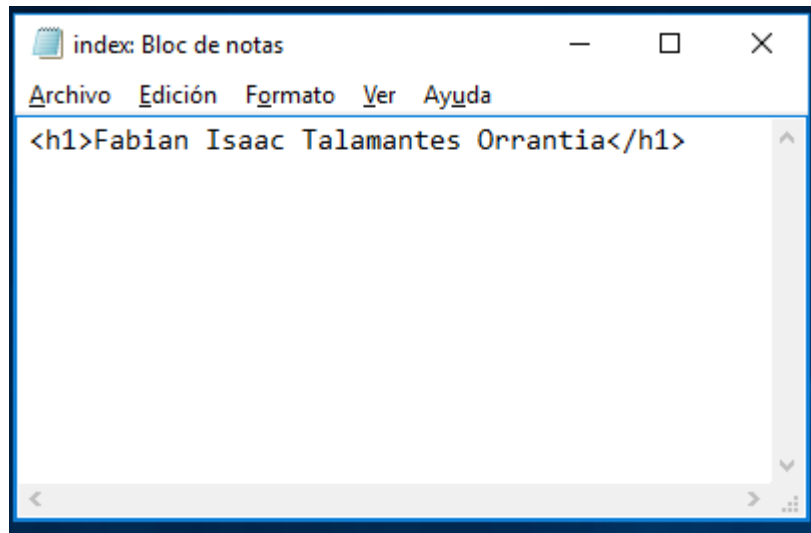 index: Bloc de notas
Archivo Edición Formato Ver Ayuda
<h1>Fabian Isaac Talamantes Orrantia</h1>